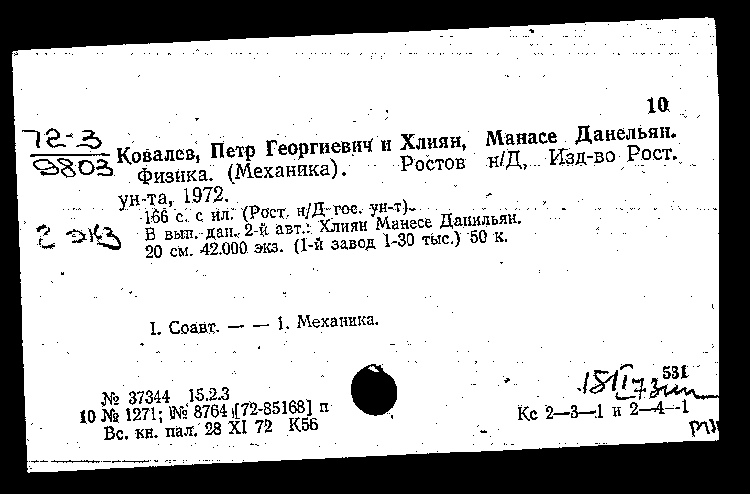 10
72-3
9803
Ковалев, Петр Георгиевич и Хлиян, Манасе Данельян.
Физика. (Механика). Ростов н/Д, Изд-во Рост.
ун-та, 1972.
166 с. с ил. (Рост. н/Д гос. ун-т).
2 экз
В вып. дан. 2-й авт.: Хлиян Манесе Данильян.
20 см. 42.000 экз. (1-й завод 1-30 тыс.) 50 к.
I. Соавт. — — 1. Механика.
531
№ 37344 15.2.3
10 № 1271; № 8764 [72-85168] п
Кс 2—3—1 и 2—4—1
Вс. кн. пал. 28 XI 72 К56